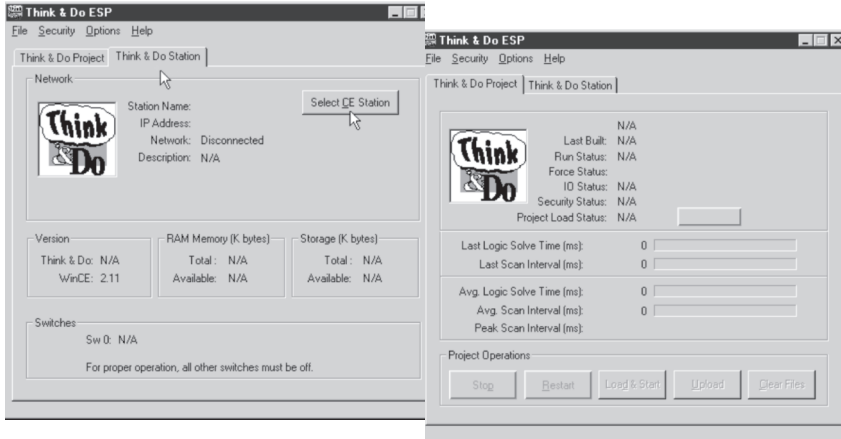 Think & Do ESP
File Security Options Help
Think & Do Project Think & Do Station
Network
Think & Do
Station Name:
IP Address:
Network: Disconnected
Description: N/A
Select CE Station
Version
Think & Do: N/A
WinCE: 2.11
RAM Memory (K bytes)
Total: N/A
Available: N/A
Storage (K bytes)
Total: N/A
Available: N/A
Switches
Sw 0: N/A
For proper operation, all other switches must be off.
Think & Do ESP
File Security Options Help
Think & Do Project Think & Do Station
Think & Do
N/A
Last Built: N/A
Run Status: N/A
Force Status:
IO Status: N/A
Security Status: N/A
Project Load Status: N/A
Last Logic Solve Time (ms): 0
Last Scan Interval (ms): 0
Avg. Logic Solve Time (ms): 0
Avg. Scan Interval (ms): 0
Peak Scan Interval (ms):
Project Operations
Stop Restart Load & Start Upload Clear Files